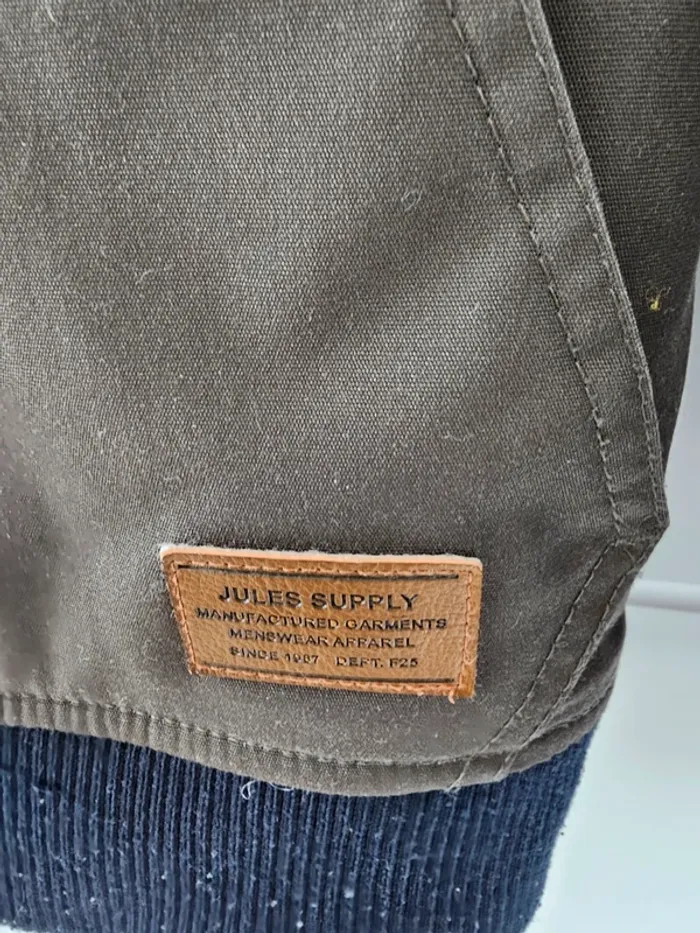 JULES SUPPLY
MANUFACTURED GARMENTS
MENSWEAR APPAREL
SINCE 1987 DEPT. F25